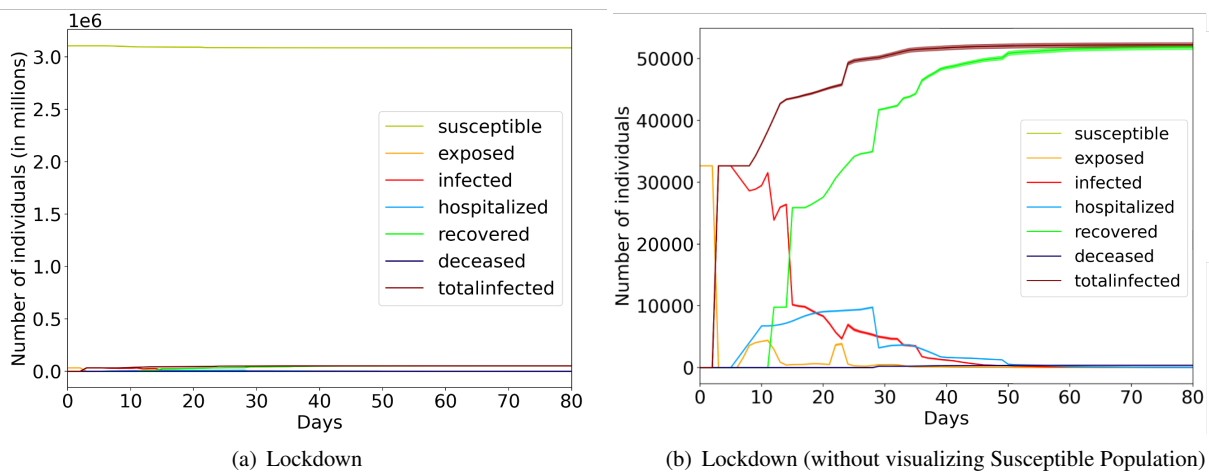 1e6
Number of individuals (in millions)
3.0
2.5
2.0
1.5
1.0
0.5
0.0
susceptible
exposed
infected
hospitalized
recovered
deceased
totalinfected
0 10 20 30 40 50 60 70 80
Days
(a) Lockdown
Number of individuals
50000
40000
30000
20000
10000
0
susceptible
exposed
infected
hospitalized
recovered
deceased
totalinfected
0 10 20 30 40 50 60 70 80
Days
(b) Lockdown (without visualizing Susceptible Population)